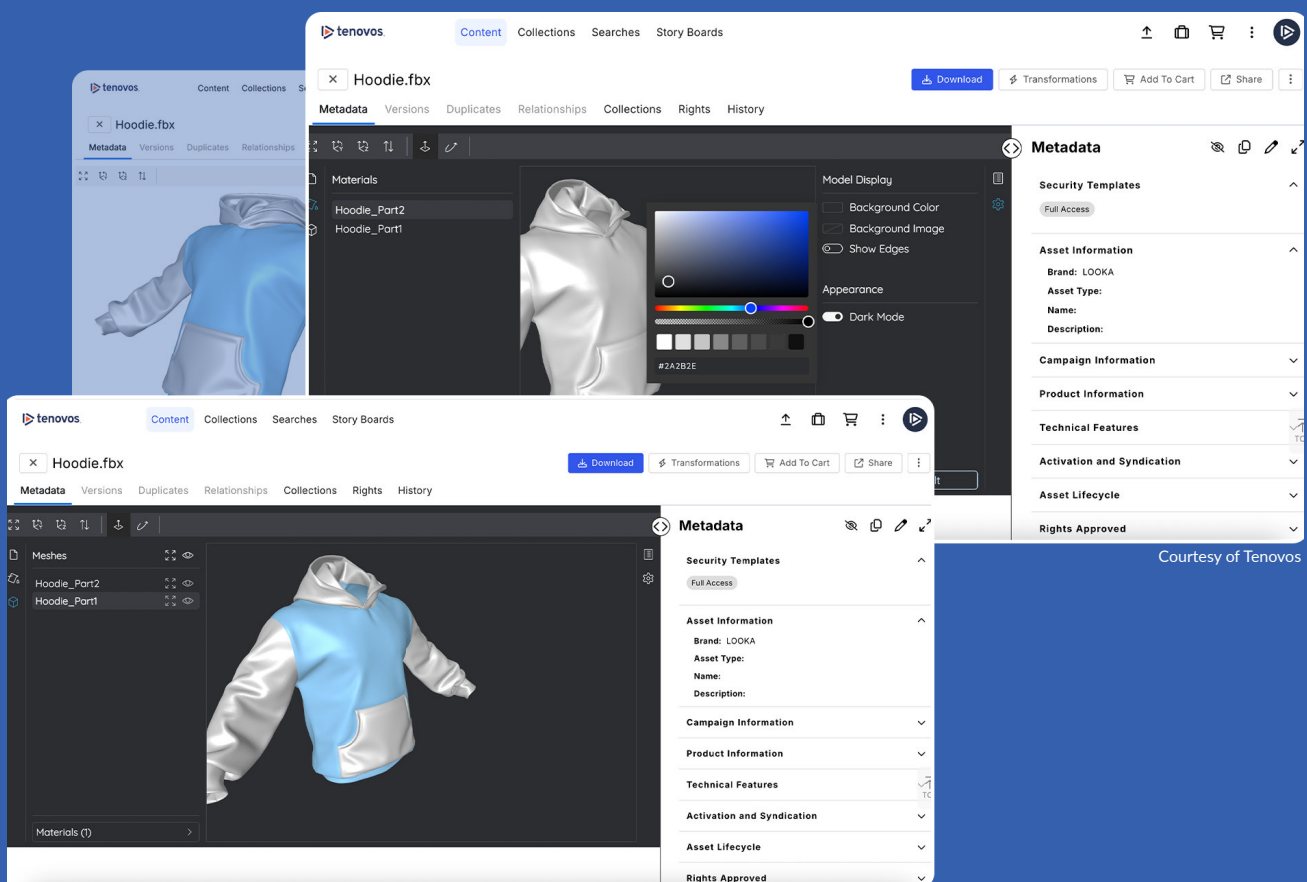 tenovos
Content Collections Searches Story Boards
Hoodie.fbx
Download Transformations Add To Cart Share
Metadata Versions Duplicates Relationships Collections Rights History
Materials
Hoodie_Part2
Hoodie_Part1
#2A2B2E
Model Display
Background Color
Background Image
Show Edges
Appearance
Dark Mode
Metadata
Security Templates
Full Access
Asset Information
Brand: LOOKA
Asset Type:
Name:
Description:
Campaign Information
Product Information
Technical Features
Activation and Syndication
Asset Lifecycle
Rights Approved
tenovos
Content Collections
Hoodie.fbx
Metadata Versions Duplicates Relationships
tenovos
Content Collections Searches Story Boards
Hoodie.fbx
Download Transformations Add To Cart Share
Metadata Versions Duplicates Relationships Collections Rights History
Meshes
Hoodie_Part2
Hoodie_Part1
Materials (1)
Metadata
Security Templates
Full Access
Asset Information
Brand: LOOKA
Asset Type:
Name:
Description:
Campaign Information
Product Information
Technical Features
Activation and Syndication
Asset Lifecycle
Rights Approved
Courtesy of Tenovos